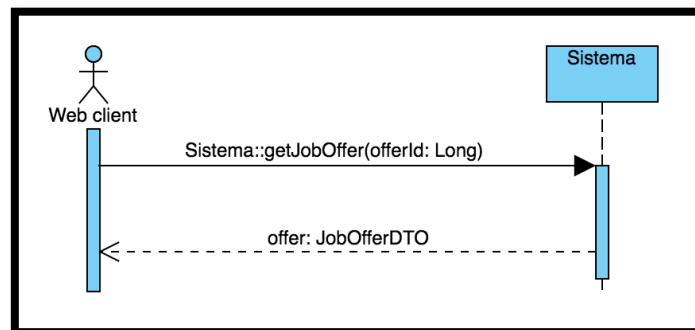 Sistema
Web client
Sistema::getJobOffer(offerId: Long)
offer: JobOfferDTO